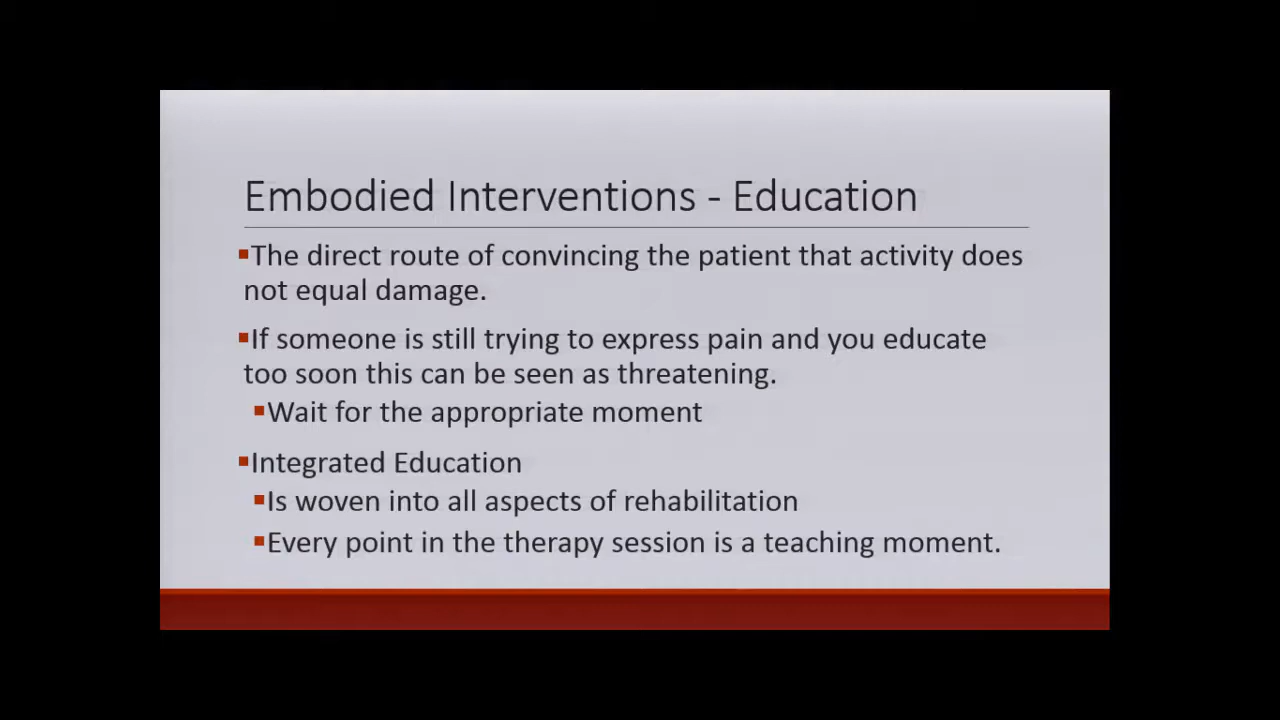 Embodied Interventions - Education
▪The direct route of convincing the patient that activity does
not equal damage.
▪If someone is still trying to express pain and you educate
too soon this can be seen as threatening.
▪Wait for the appropriate moment
▪Integrated Education
▪Is woven into all aspects of rehabilitation
▪Every point in the therapy session is a teaching moment.